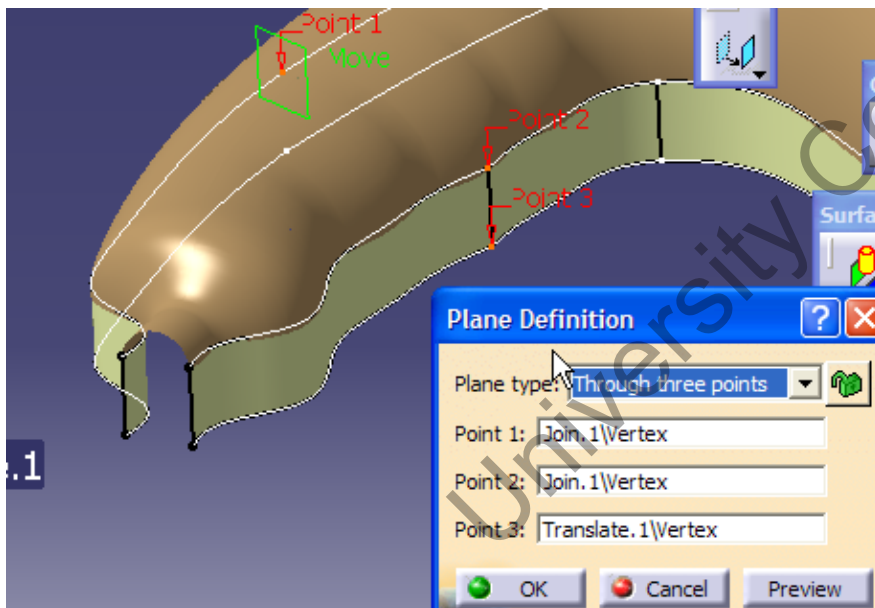 Point 1
Move
Point 2
Point 3
Surfa
Plane Definition
Plane type: Through three points
Point 1: Join.1\Vertex
Point 2: Join.1\Vertex
Point 3: Translate.1\Vertex
OK Cancel Preview
.1
University